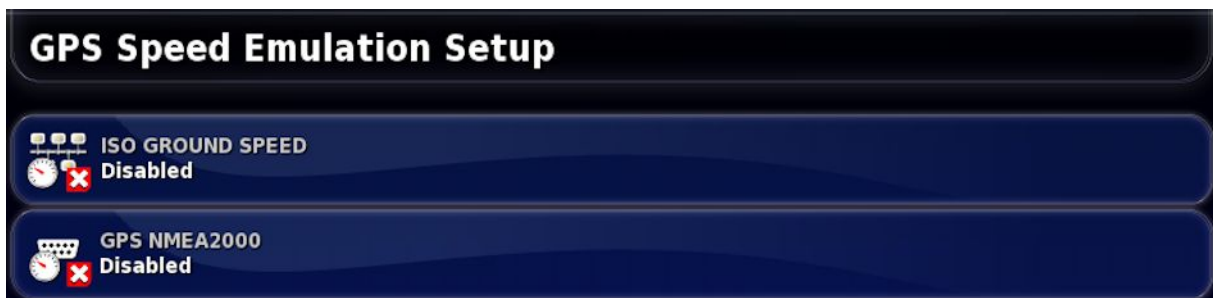 GPS Speed Emulation Setup
ISO GROUND SPEED
Disabled
GPS NMEA2000
Disabled